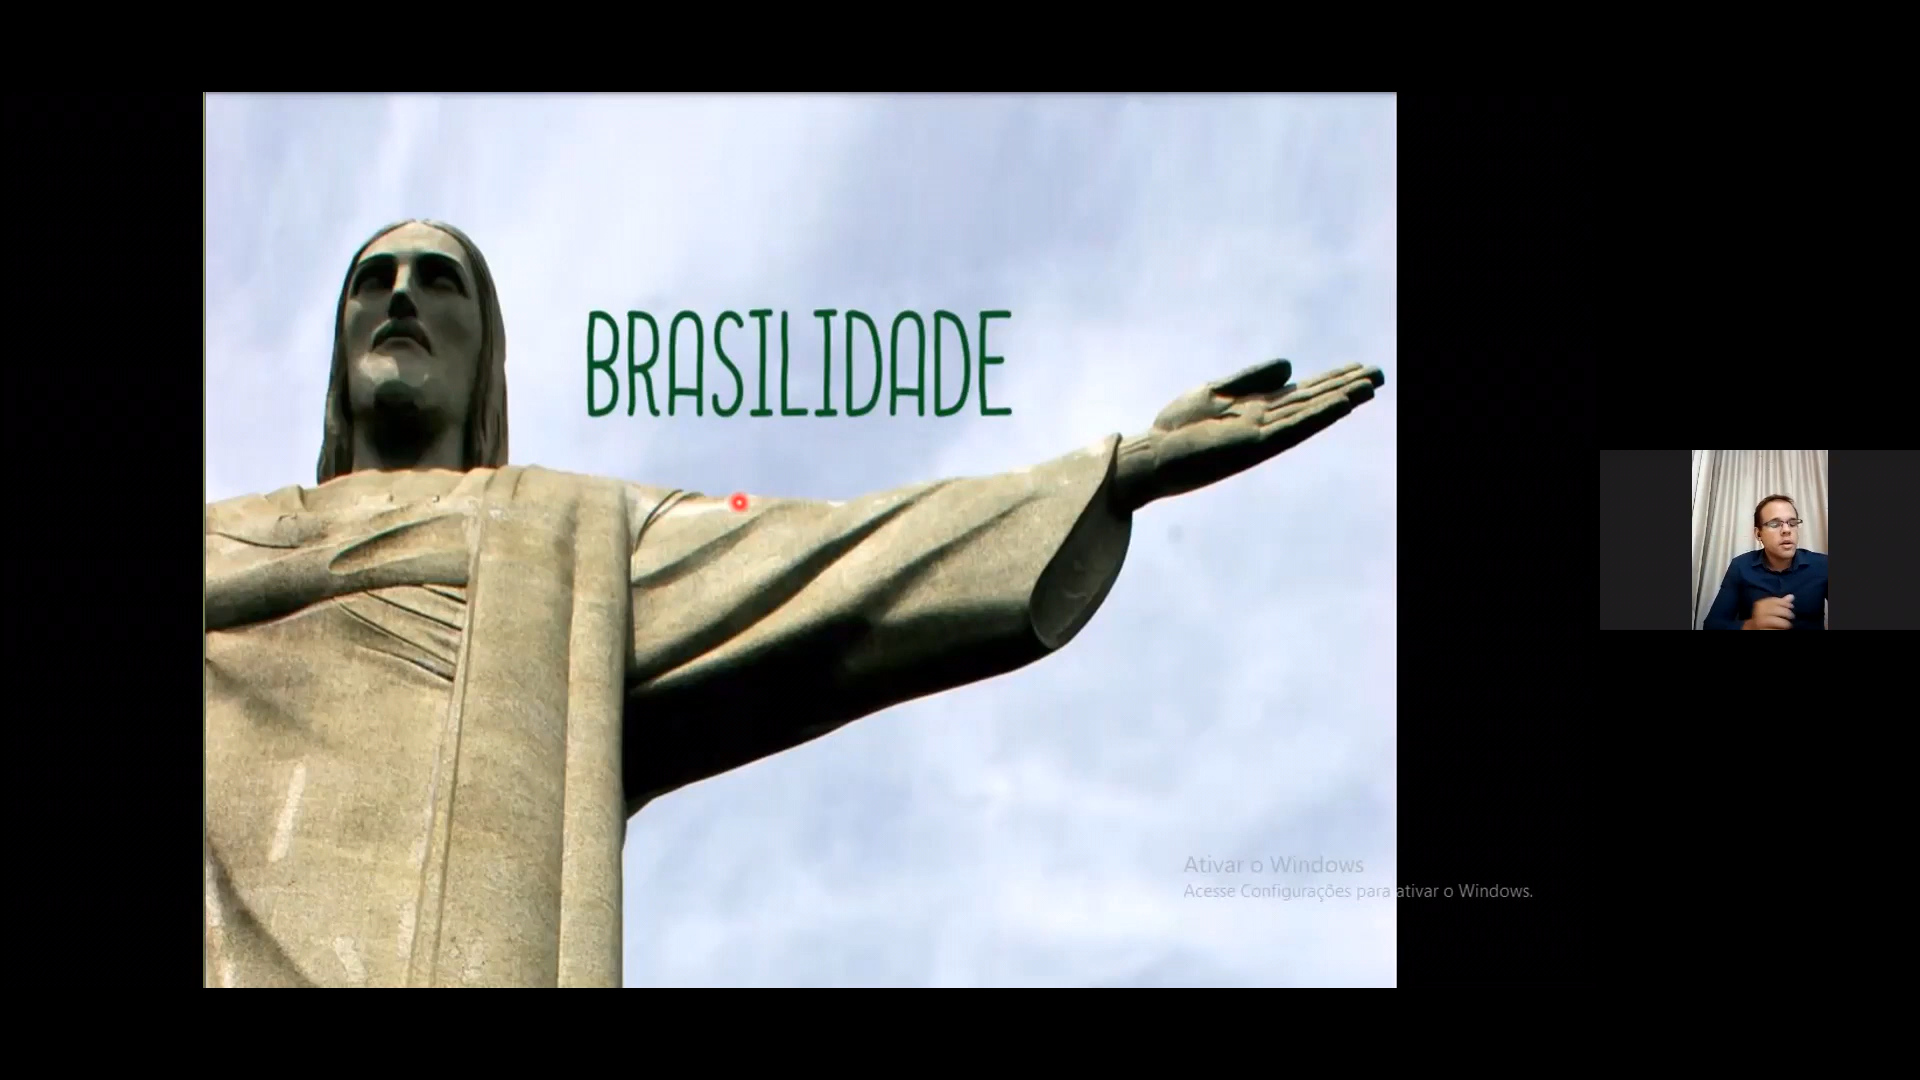 BRASILIDADE
Ativar o Windows
Acesse Configurações para ativar o Windows.